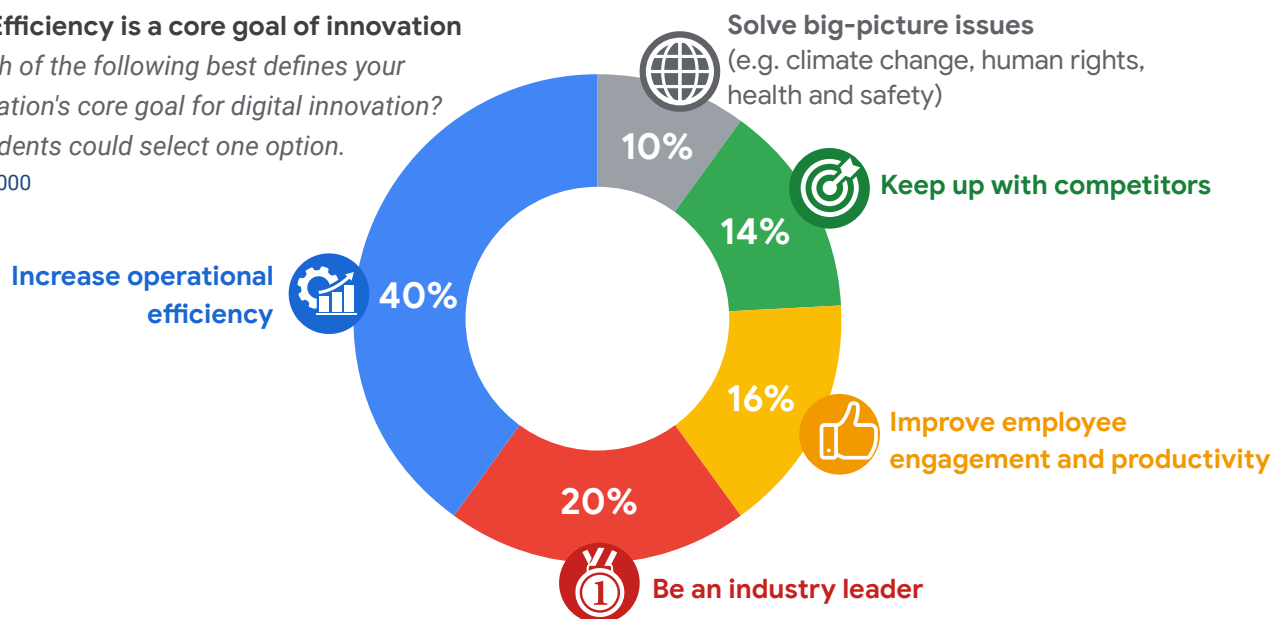 Efficiency is a core goal of innovation
h of the following best defines your
ation's core goal for digital innovation?
dents could select one option.
000
Solve big-picture issues
(e.g. climate change, human rights,
health and safety)
10%
Keep up with competitors
14%
Increase operational
efficiency
40%
16%
Improve employee
engagement and productivity
20%
1
Be an industry leader